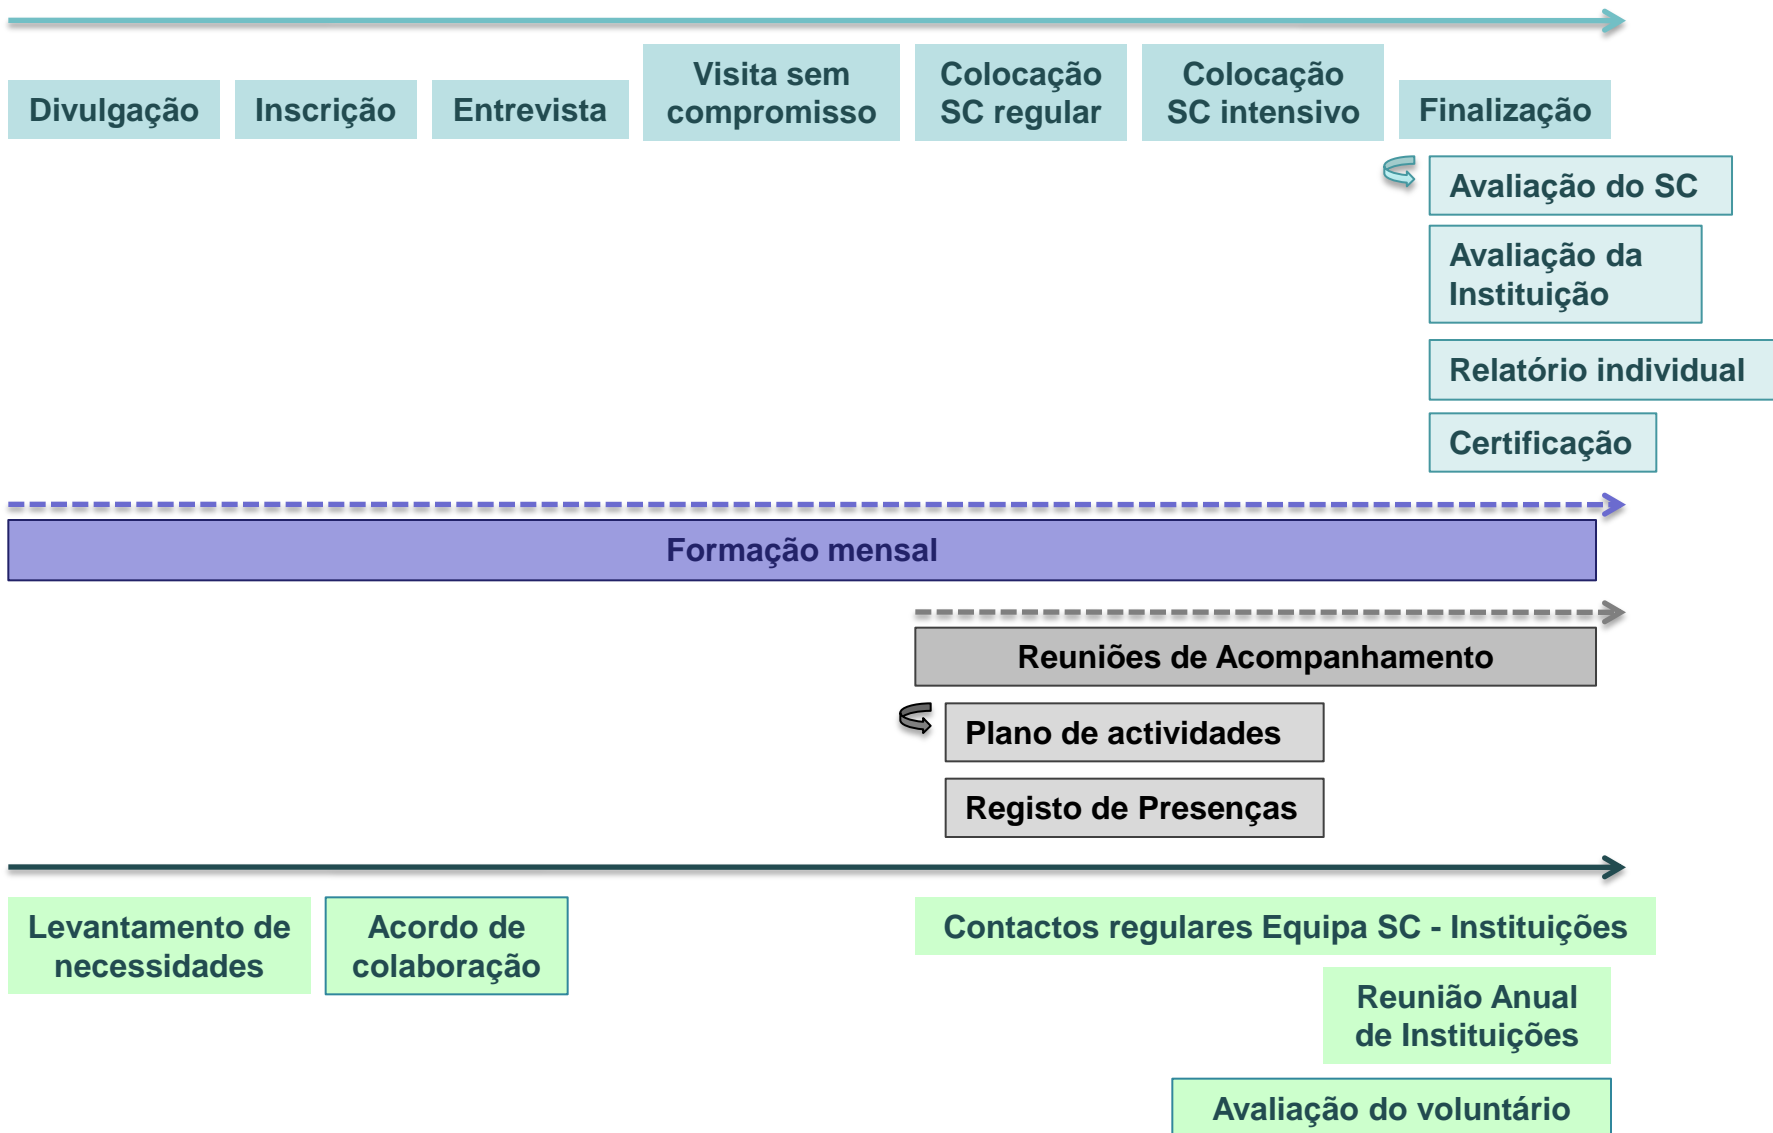 Divulgação
Inscrição
Entrevista
Visita sem
compromisso
Colocação
SC regular
Colocação
SC intensivo
Finalização
Avaliação do SC
Avaliação da
Instituição
Relatório individual
Certificação
Formação mensal
Reuniões de Acompanhamento
Plano de actividades
Registo de Presenças
Levantamento de
necessidades
Acordo de
colaboração
Contactos regulares Equipa SC - Instituições
Reunião Anual
de Instituições
Avaliação do voluntário